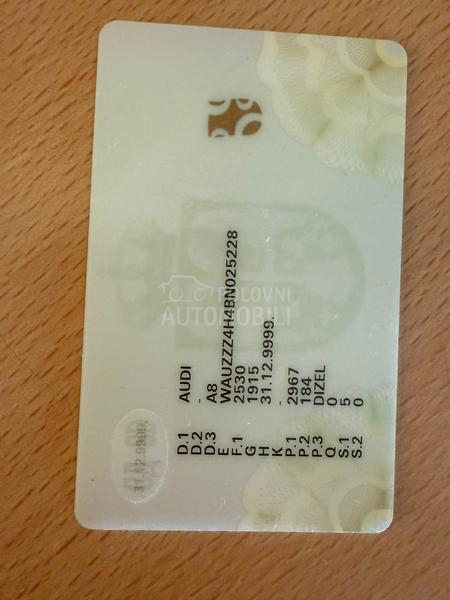 D.1 AUDI
D.2 -
D.3 A8
E WAUZZZ4H4BN025228
F.1 2530
G 1915
H 31.12.9999.
K -
P.1 2967
P.2 184
P.3 DIZEL
Q 0
S.1 5
S.2 0
31.12.9999.
POLOVNI
AUTOMOBILI